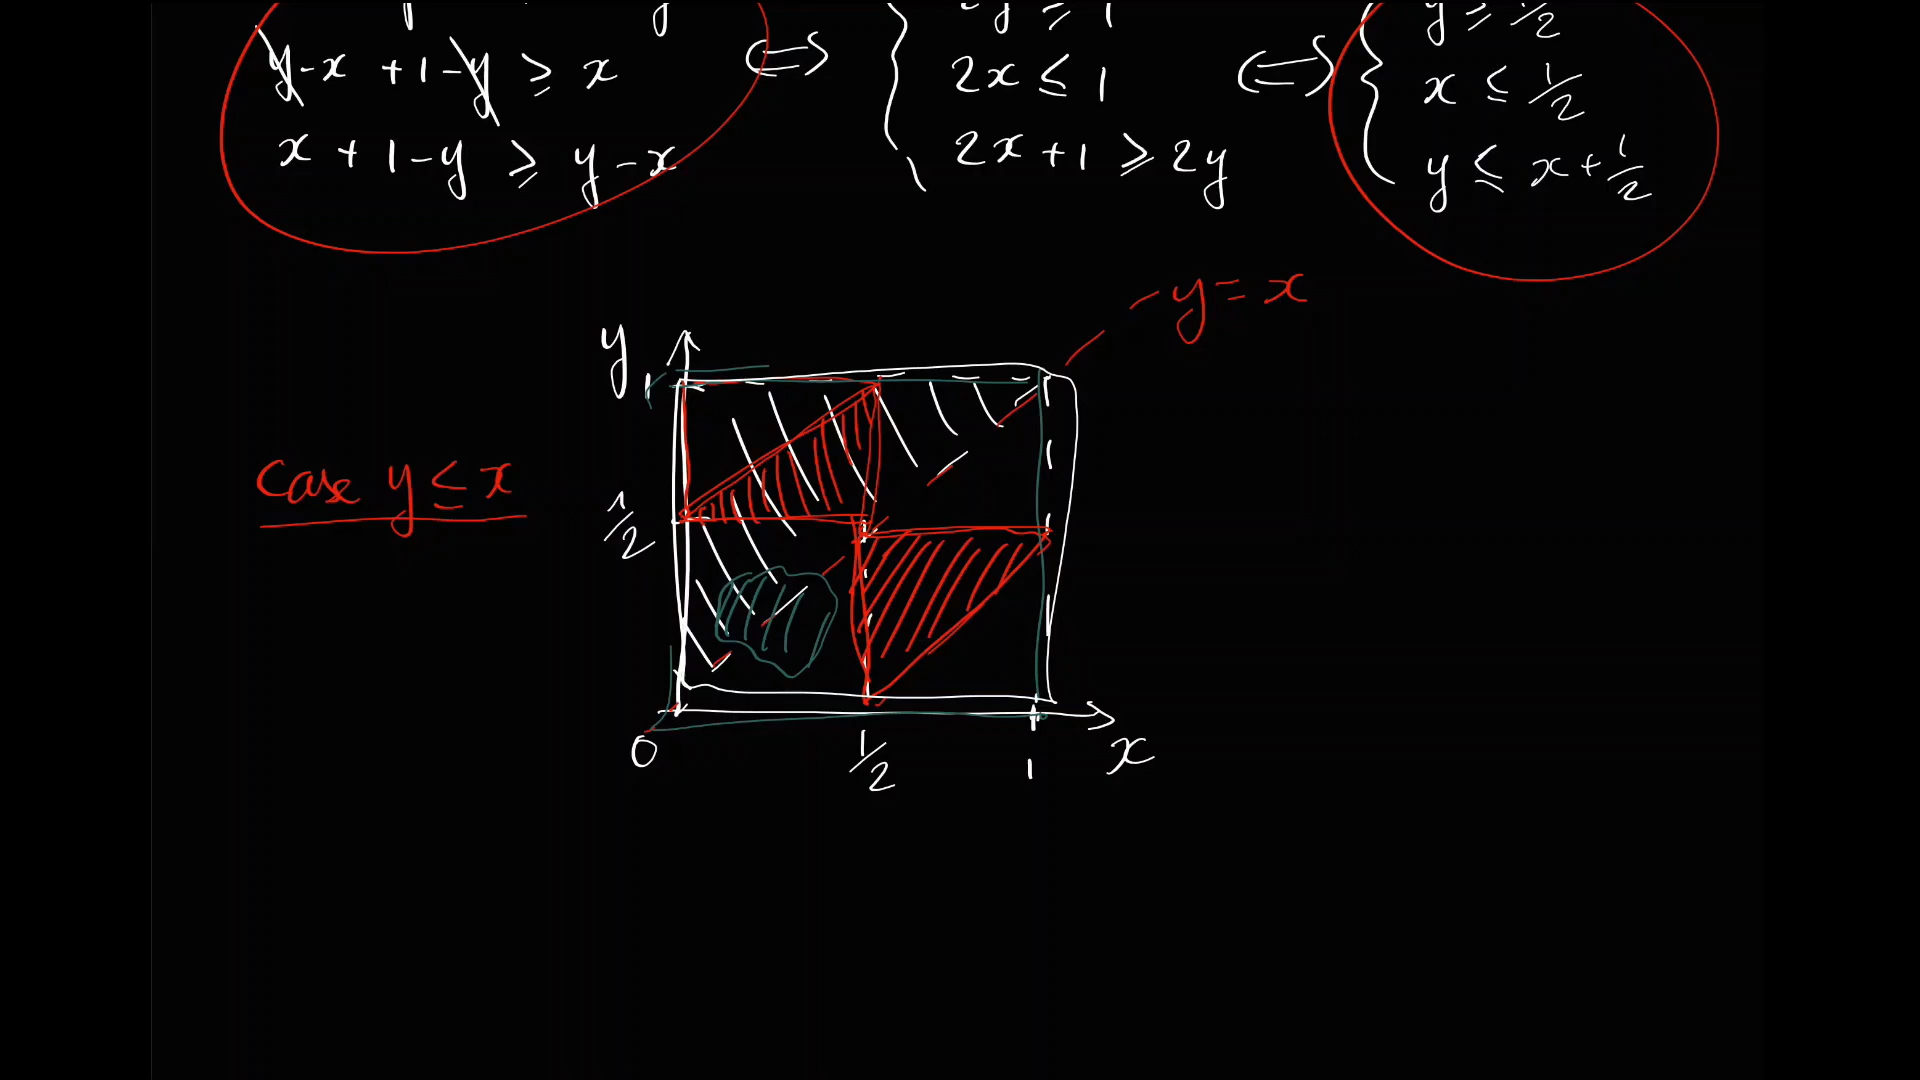 y-x +1-y ≥ x ⇔ 2x ≤ 1 ⇔ x ≤ 1/2
x + 1-y ≥ y-x 2x+1 ≥ 2y y ≤ x+1/2
y=x
y
1
Case y ≤ x
1/2
0 1/2 1 x